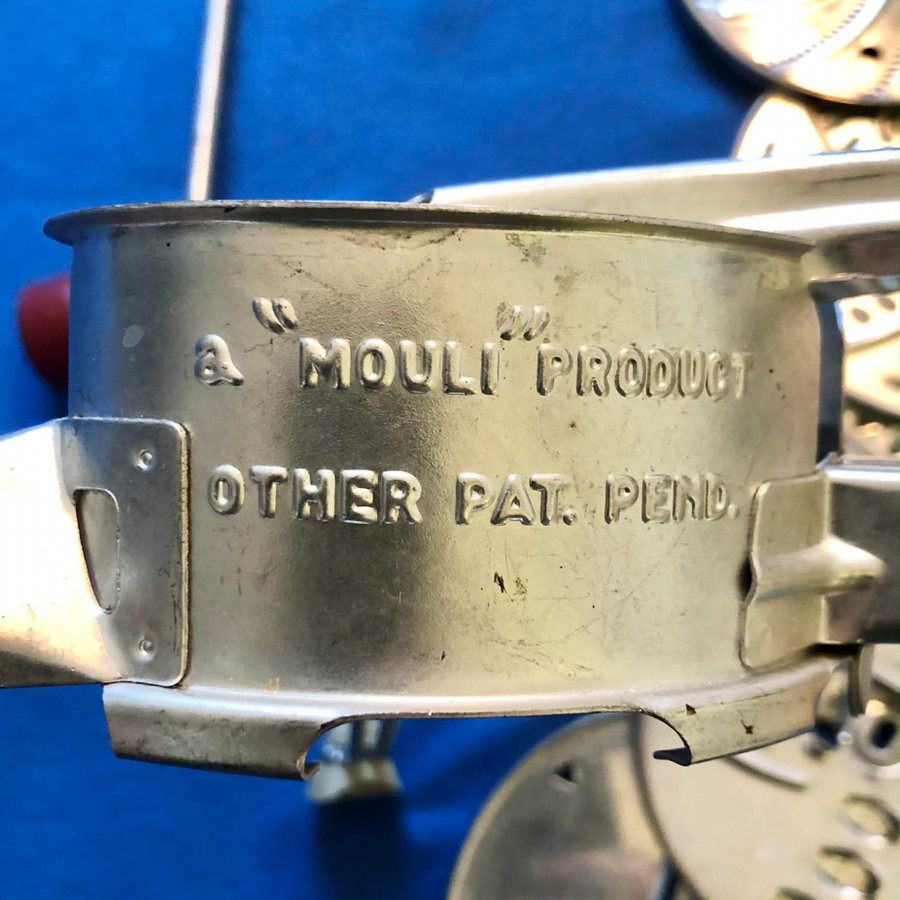 a "MOULI" PRODUCT
OTHER PAT. PEND.